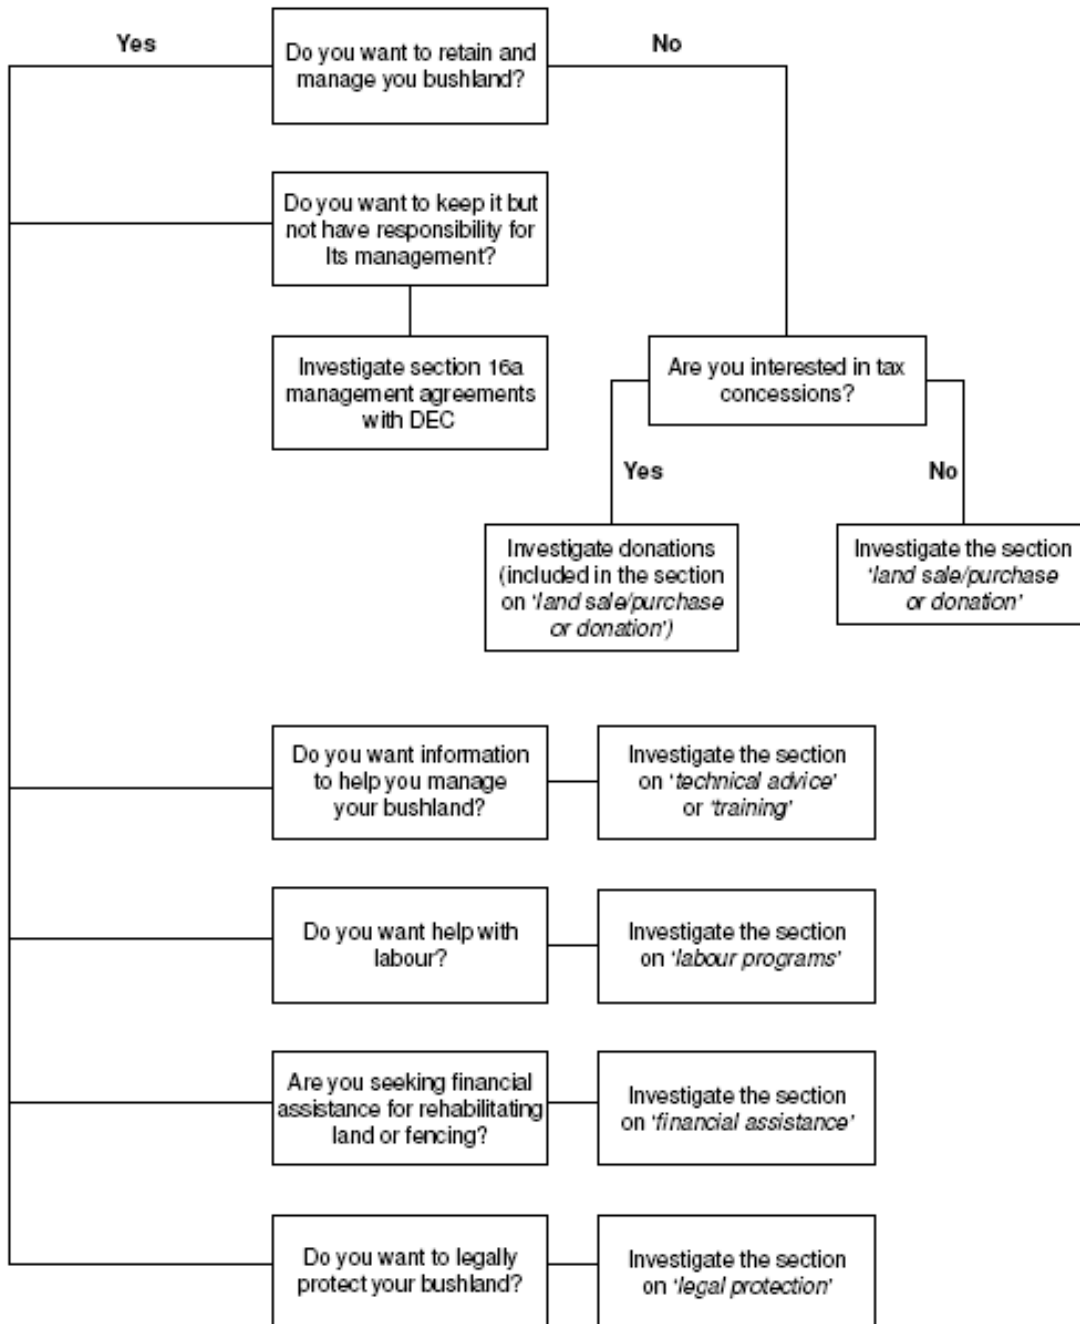 Yes
Do you want to retain and
manage you bushland?
No
Do you want to keep it but
not have responsibility for
Its management?
Investigate section 16a
management agreements
with DEC
Are you interested in tax
concessions?
Yes
No
Investigate donations
(included in the section
on ‘land sale/purchase
or donation’)
Investigate the section
‘land sale/purchase
or donation’
Do you want information
to help you manage
your bushland?
Investigate the section
on ‘technical advice’
or ‘training’
Do you want help with
labour?
Investigate the section
on ‘labour programs’
Are you seeking financial
assistance for rehabilitating
land or fencing?
Investigate the section
on ‘financial assistance’
Do you want to legally
protect your bushland?
Investigate the section
on ‘legal protection’